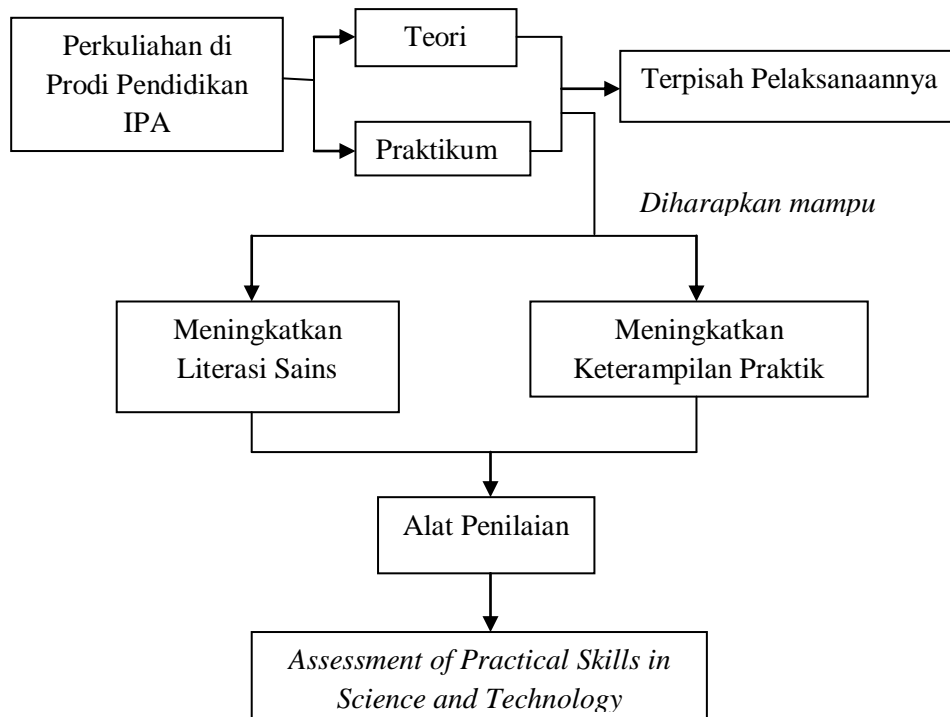 Perkuliahan di
Prodi Pendidikan
IPA
Teori
Praktikum
Terpisah Pelaksanaannya
Diharapkan mampu
Meningkatkan
Literasi Sains
Meningkatkan
Keterampilan Praktik
Alat Penilaian
Assessment of Practical Skills in
Science and Technology